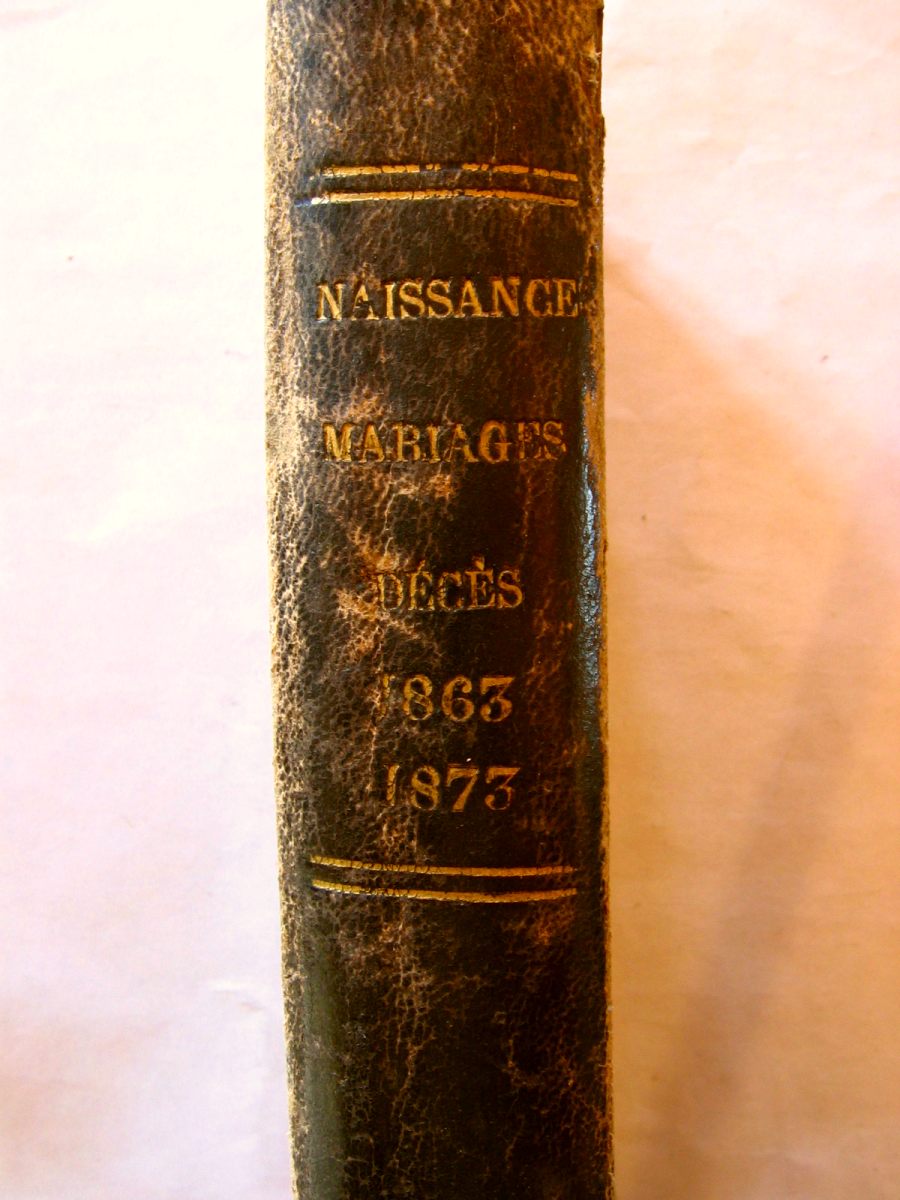 NAISSANCES
MARIAGES
DÉCÈS
1863
1873